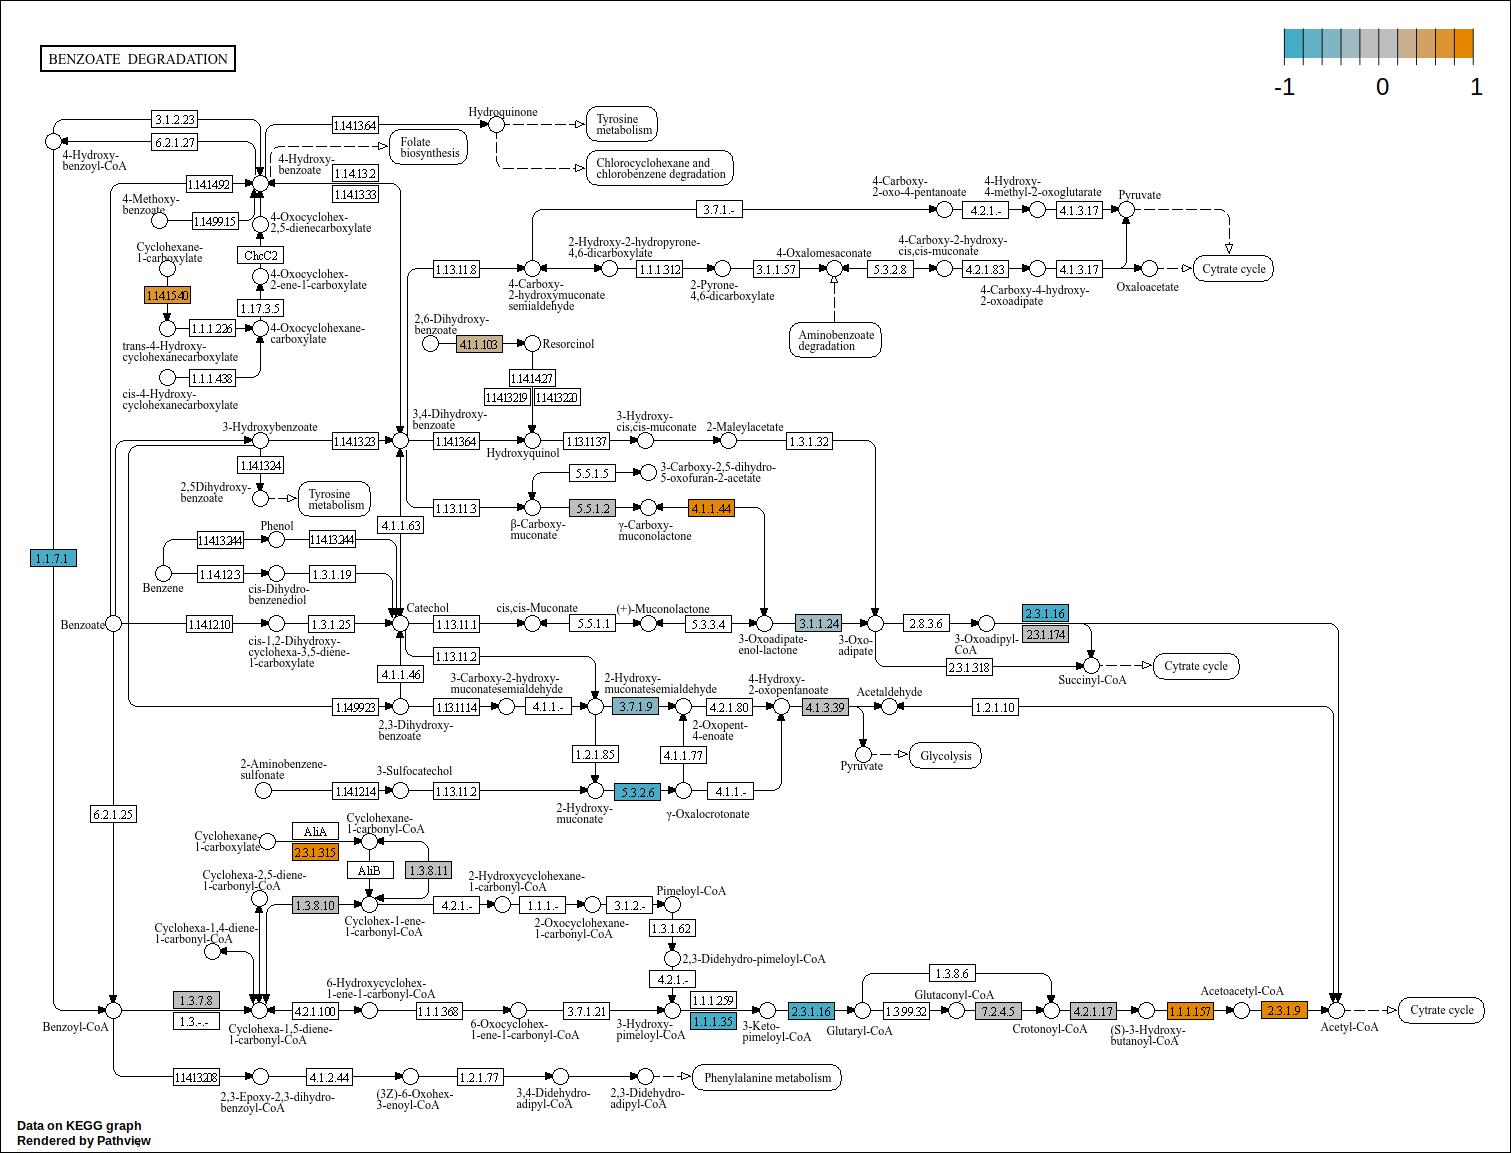 BENZOATE DEGRADATION
-1
0
1
3.1.2.23
6.2.1.27
4-Hydroxy-
benzoyl-CoA
1.14.13.64
Hydroquinone
Tyrosine
metabolism
Folate
biosynthesis
4-Hydroxy-
benzoate
1.14.13.2
1.14.13.33
Chlorocyclohexane and
chlorobenzene degradation
1.14.14.92
4-Methoxy-
benzoate
1.14.99.15
4-Oxocyclohex-
2,5-dienecarboxylate
Cyclohexane-
1-carboxylate
ChcC2
4-Oxocyclohex-
2-ene-1-carboxylate
1.14.15.40
1.17.3.5
1.1.1.226
4-Oxocyclohexane-
carboxylate
trans-4-Hydroxy-
cyclohexanecarboxylate
1.1.1.438
cis-4-Hydroxy-
cyclohexanecarboxylate
3.7.1.-
4-Carboxy-
2-oxo-4-pentanoate
4.2.1.-
4-Hydroxy-
4-methyl-2-oxoglutarate
4.1.3.17
Pyruvate
1.13.11.8
4-Carboxy-
2-hydroxymuconate
semialdehyde
2-Hydroxy-2-hydropyrone-
4,6-dicarboxylate
1.1.1.312
2-Pyrone-
4,6-dicarboxylate
3.1.1.57
4-Oxalomesaconate
5.3.2.8
4-Carboxy-2-hydroxy-
cis,cis-muconate
4.2.1.83
4-Carboxy-4-hydroxy-
2-oxoadipate
4.1.3.17
Oxaloacetate
Cytrate cycle
Aminobenzoate
degradation
2,6-Dihydroxy-
benzoate
4.1.1.103
Resorcinol
1.14.14.27
1.14.13.219
1.14.13.220
3-Hydroxybenzoate
1.14.13.23
3,4-Dihydroxy-
benzoate
1.14.13.64
Hydroxyquinol
1.13.11.37
3-Hydroxy-
cis,cis-muconate
2-Maleylacetate
1.3.1.32
1.14.13.24
2,5Dihydroxy-
benzoate
Tyrosine
metabolism
5.5.1.5
3-Carboxy-2,5-dihydro-
5-oxofuran-2-acetate
1.13.11.3
β-Carboxy-
muconate
5.5.1.2
γ-Carboxy-
muconolactone
4.1.1.44
4.1.1.63
Phenol
1.14.13.244
1.14.13.244
1.1.7.1
Benzene
1.14.12.3
cis-Dihydro-
benzenediol
1.3.1.19
Benzoate
1.14.12.10
cis-1,2-Dihydroxy-
cyclohexa-3,5-diene-
1-carboxylate
1.3.1.25
Catechol
1.13.11.1
cis,cis-Muconate
5.5.1.1
(+)-Muconolactone
5.3.3.4
3-Oxoadipate-
enol-lactone
3.1.1.24
3-Oxo-
adipate
2.8.3.6
3-Oxoadipyl-
CoA
2.3.1.16
2.3.1.174
2.3.1.318
Succinyl-CoA
Cytrate cycle
1.13.11.2
4.1.1.46
1.14.99.23
2,3-Dihydroxy-
benzoate
1.13.11.14
3-Carboxy-2-hydroxy-
muconatesemialdehyde
4.1.1.-
2-Hydroxy-
muconatesemialdehyde
3.7.1.9
2-Oxopent-
4-enoate
4.2.1.80
4-Hydroxy-
2-oxopentanoate
4.1.3.39
Acetaldehyde
1.2.1.10
1.2.1.85
4.1.1.77
Pyruvate
Glycolysis
2-Aminobenzene-
sulfonate
1.14.12.14
3-Sulfocatechol
1.13.11.2
2-Hydroxy-
muconate
5.3.2.6
γ-Oxalocrotonate
4.1.1.-
6.2.1.25
Cyclohexane-
1-carboxylate
AliA
2.3.1.315
Cyclohexane-
1-carbonyl-CoA
AliB
1.3.8.11
Cyclohexa-2,5-diene-
1-carbonyl-CoA
1.3.8.10
Cyclohex-1-ene-
1-carbonyl-CoA
4.2.1.-
2-Hydroxycyclohexane-
1-carbonyl-CoA
1.1.1.-
2-Oxocyclohexane-
1-carbonyl-CoA
3.1.2.-
Pimeloyl-CoA
1.3.1.62
Cyclohexa-1,4-diene-
1-carbonyl-CoA
2,3-Didehydro-pimeloyl-CoA
4.2.1.-
Benzoyl-CoA
1.3.7.8
1.3.-.-
Cyclohexa-1,5-diene-
1-carbonyl-CoA
4.2.1.100
6-Hydroxycyclohex-
1-ene-1-carbonyl-CoA
1.1.1.368
6-Oxocyclohex-
1-ene-1-carbonyl-CoA
3.7.1.21
3-Hydroxy-
pimeloyl-CoA
1.1.1.259
1.1.1.35
3-Keto-
pimeloyl-CoA
2.3.1.16
Glutaryl-CoA
1.3.8.6
1.3.99.32
Glutaconyl-CoA
7.2.4.5
Crotonoyl-CoA
4.2.1.17
(S)-3-Hydroxy-
butanoyl-CoA
1.1.1.157
Acetoacetyl-CoA
2.3.1.9
Acetyl-CoA
Cytrate cycle
1.14.13.208
2,3-Epoxy-2,3-dihydro-
benzoyl-CoA
4.1.2.44
(3Z)-6-Oxohex-
3-enoyl-CoA
1.2.1.77
3,4-Didehydro-
adipyl-CoA
2,3-Didehydro-
adipyl-CoA
Phenylalanine metabolism
Data on KEGG graph
Rendered by Pathview